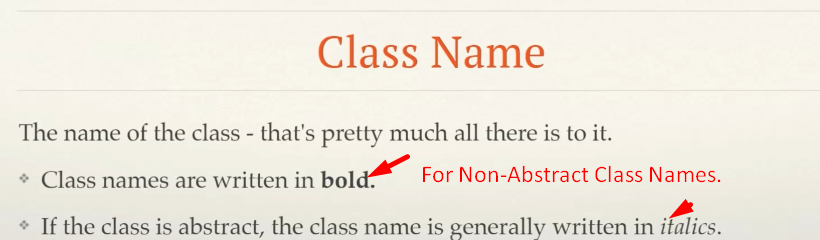 Class Name
The name of the class - that's pretty much all there is to it.
❖ Class names are written in bold. For Non-Abstract Class Names.
❖ If the class is abstract, the class name is generally written in italics.